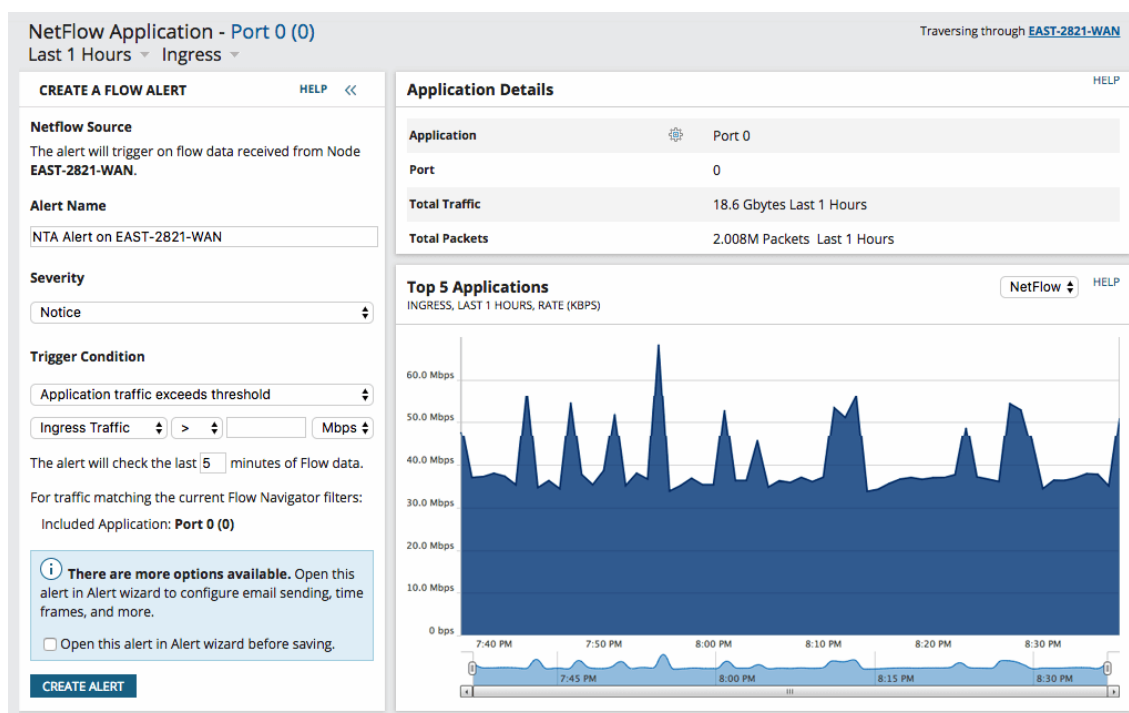 NetFlow Application - Port 0 (0)
Last 1 Hours Ingress
Traversing through EAST-2821-WAN
CREATE A FLOW ALERT HELP
Netflow Source
The alert will trigger on flow data received from Node
EAST-2821-WAN.
Alert Name
NTA Alert on EAST-2821-WAN
Severity
Notice
Trigger Condition
Application traffic exceeds threshold
Ingress Traffic > Mbps
The alert will check the last 5 minutes of Flow data.
For traffic matching the current Flow Navigator filters:
Included Application: Port 0 (0)
There are more options available. Open this
alert in Alert wizard to configure email sending, time
frames, and more.
Open this alert in Alert wizard before saving.
CREATE ALERT
Application Details HELP
Application Port 0
Port 0
Total Traffic 18.6 Gbytes Last 1 Hours
Total Packets 2.008M Packets Last 1 Hours
Top 5 Applications NetFlow HELP
INGRESS, LAST 1 HOURS, RATE (KBPS)
60.0 Mbps
50.0 Mbps
40.0 Mbps
30.0 Mbps
20.0 Mbps
10.0 Mbps
0 bps
7:40 PM 7:50 PM 8:00 PM 8:10 PM 8:20 PM 8:30 PM
7:45 PM 8:00 PM 8:15 PM 8:30 PM